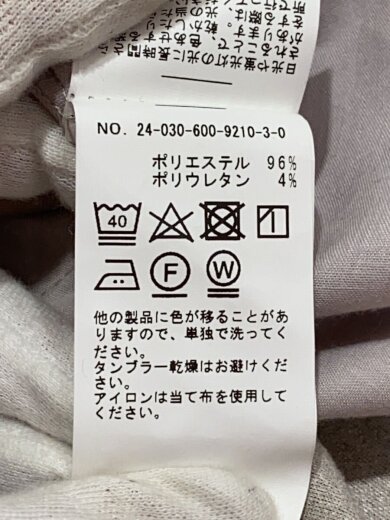 NO. 24-030-600-9210-3-0
ポリエステル 96%
ポリウレタン 4%
40
F
W
他の製品に色が移ることがあ
りますので、単独で洗ってく
ださい。
タンブラー乾燥はお避けくだ
さい。
アイロンは当て布を使用して
ください。